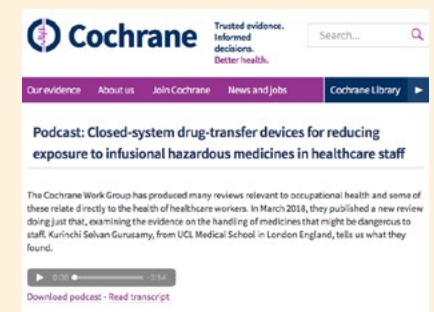 Cochrane
Trusted evidence.
Informed
decisions.
Better health.
Search...
Our evidence About us Join Cochrane News and jobs Cochrane Library
Podcast: Closed-system drug-transfer devices for reducing
exposure to infusional hazardous medicines in healthcare staff
The Cochrane Work Group has produced many reviews relevant to occupational health and some of
these relate directly to the health of healthcare workers. In March 2018, they published a new review
doing just that, examining the evidence on the handling of medicines that might be dangerous to
staff. Kurinchi Selvan Gurusamy, from UCL Medical School in London England, tells us what they
found.
0:00 -3:54
Download podcast - Read transcript